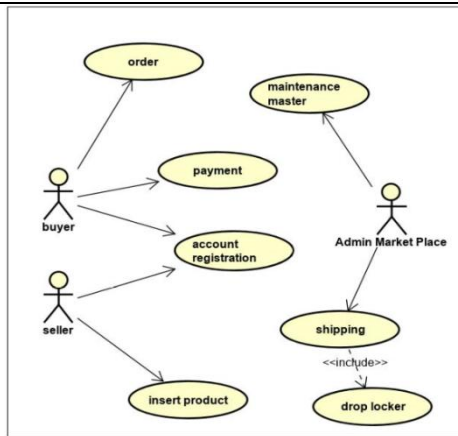 order
maintenance
master
payment
buyer
account
registration
Admin Market Place
seller
shipping
<<include>>
insert product
drop locker